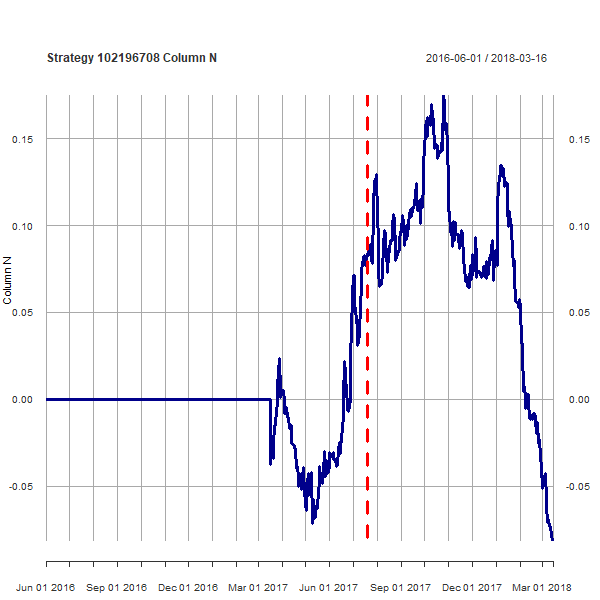 Strategy 102196708 Column N
2016-06-01 / 2018-03-16
Column N
0.15
0.10
0.05
0.00
-0.05
0.15
0.10
0.05
0.00
-0.05
Jun 01 2016
Sep 01 2016
Dec 01 2016
Mar 01 2017
Jun 01 2017
Sep 01 2017
Dec 01 2017
Mar 01 2018